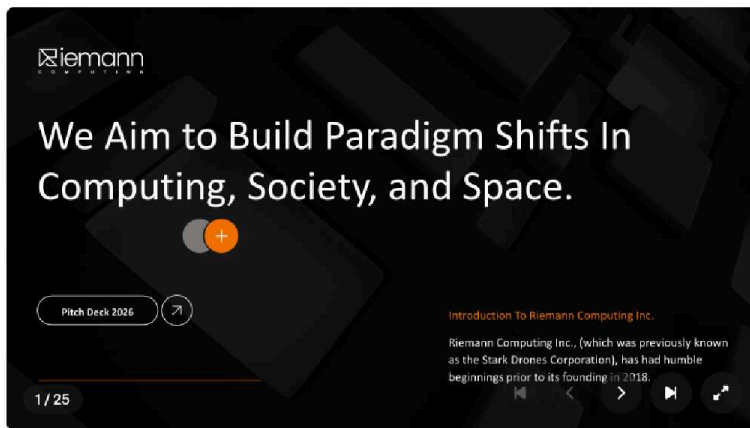 Riemann
COMPUTING
We Aim to Build Paradigm Shifts In
Computing, Society, and Space.
Pitch Deck 2026
Introduction To Riemann Computing Inc.
Riemann Computing Inc., (which was previously known
as the Stark Drones Corporation), has had humble
beginnings prior to its founding in 2018.
1 / 25